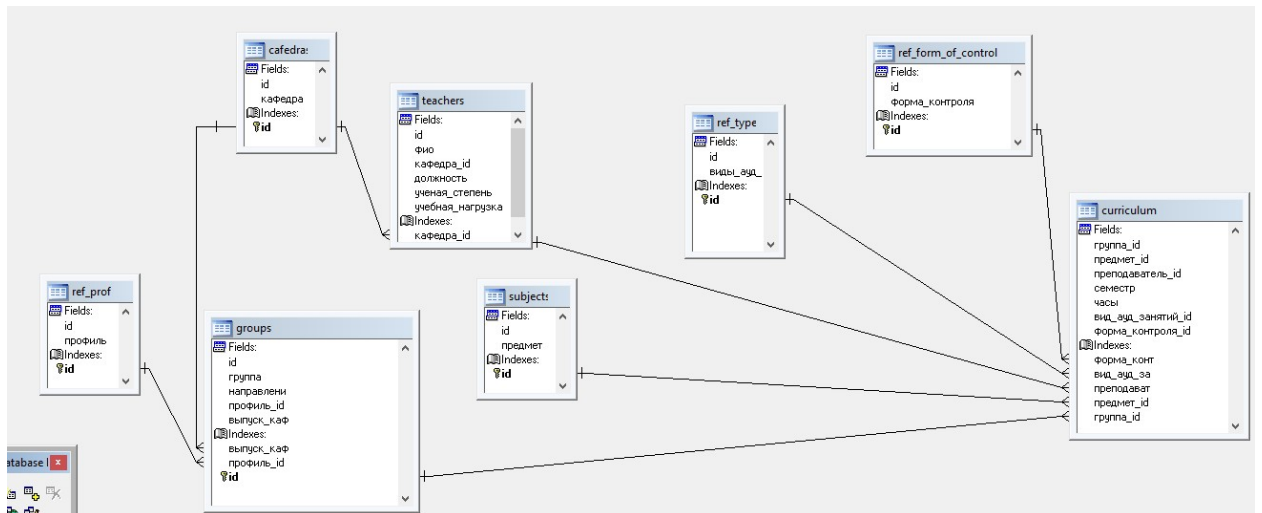 cafedra:
Fields:
id
кафедра
Indexes:
id
teachers
Fields:
id
фио
кафедра_id
должность
ученая_степень
учебная_нагрузка
Indexes:
кафедра_id
ref_type
Fields:
id
виды_ауд_
Indexes:
id
ref_form_of_control
Fields:
id
форма_контроля
Indexes:
id
curriculum
Fields:
группа_id
предмет_id
преподаватель_id
семестр
часы
вид_ауд_занятий_id
форма_контроля_id
Indexes:
форма_конт
вид_ауд_за
преподават
предмет_id
группа_id
ref_prof
Fields:
id
профиль
Indexes:
id
groups
Fields:
id
группа
направлени
профиль_id
выпуск_каф
Indexes:
выпуск_каф
профиль_id
id
subjects
Fields:
id
предмет
Indexes:
id
atabase